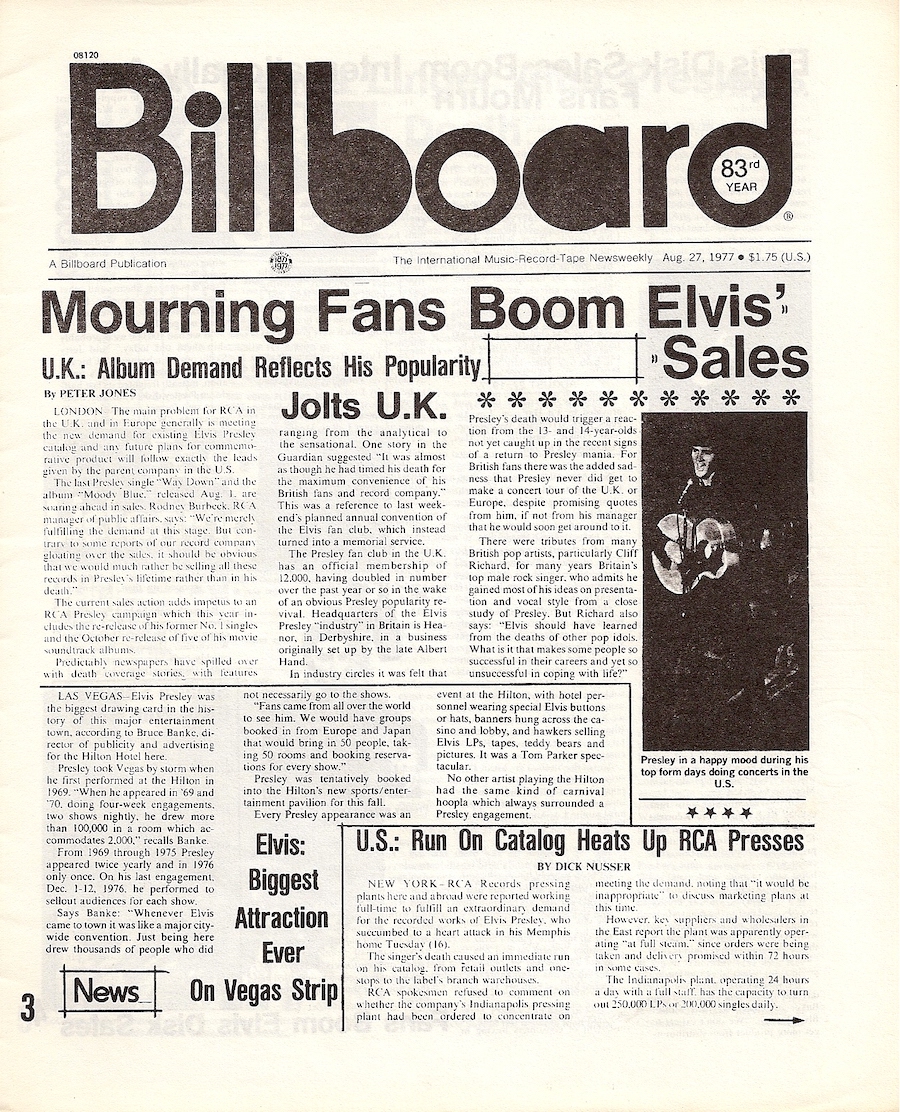 08120
Billboard
83rd
YEAR
®
A Billboard Publication
The International Music-Record-Tape Newsweekly Aug. 27, 1977 • $1.75 (U.S.)
Mourning Fans Boom Elvis'
Sales
U.K.: Album Demand Reflects His Popularity
By PETER JONES
LONDON—The main problem for RCA in
the U.K. and in Europe generally is meeting
the new demand for existing Elvis Presley
catalog and any future plans for commemo-
rative product will follow exactly the leads
given by the parent company in the U.S.
The last Presley single "Way Down" and the
album "Moody Blue," released Aug. 1, are
soaring ahead in sales. Rodney Burbeck, RCA
manager of public affairs, says: "We're merely
fulfilling the demand at this stage. But con-
trary to some reports of our record company
gloating over the sales, it should be obvious
that we would much rather be selling all these
records in Presley's lifetime rather than in his
death."
The current sales action adds impetus to an
RCA Presley campaign which this year in-
cludes the re-release of his former No. 1 singles
and the October re-release of five of his movie
soundtrack albums.
Predictably newspapers have spilled over
with death coverage stories, with features
Jolts U.K.
ranging from the analytical to
the sensational. One story in the
Guardian suggested "It was almost
as though he had timed his death for
the maximum convenience of his
British fans and record company."
This was a reference to last week-
end's planned annual convention of
the Elvis fan club, which instead
turned into a memorial service.
The Presley fan club in the U.K.
has an official membership of
12,000, having doubled in number
over the past year or so in the wake
of an obvious Presley popularity re-
vival. Headquarters of the Elvis
Presley "industry" in Britain is Hea-
nor, in Derbyshire, in a business
originally set up by the late Albert
Hand.
In industry circles it was felt that
Presley's death would trigger a reac-
tion from the 13- and 14-year-olds
not yet caught up in the recent signs
of a return to Presley mania. For
British fans there was the added sad-
ness that Presley never did get to
make a concert tour of the U.K. or
Europe, despite promising quotes
from him, if not from his manager
that he would soon get around to it.
There were tributes from many
British pop artists, particularly Cliff
Richard, for many years Britain's
top male rock singer, who admits he
gained most of his ideas on presenta-
tion and vocal style from a close
study of Presley. But Richard also
says: "Elvis should have learned
from the deaths of other pop idols.
What is it that makes some people so
successful in their careers and yet so
unsuccessful in coping with life?"
Presley in a happy mood during his
top form days doing concerts in the
U.S.
LAS VEGAS—Elvis Presley was
the biggest drawing card in the his-
tory of this major entertainment
town, according to Bruce Banke, di-
rector of publicity and advertising
for the Hilton Hotel here.
Presley took Vegas by storm when
he first performed at the Hilton in
1969. "When he appeared in '69 and
'70, doing four-week engagements,
two shows nightly, he drew more
than 100,000 in a room which ac-
commodates 2,000," recalls Banke.
From 1969 through 1975 Presley
appeared twice yearly and in 1976
only once. On his last engagement,
Dec. 1-12, 1976, he performed to
sellout audiences for each show.
Says Banke: "Whenever Elvis
came to town it was like a major city-
wide convention. Just being here
drew thousands of people who did
not necessarily go to the shows.
"Fans came from all over the world
to see him. We would have groups
booked in from Europe and Japan
that would bring in 50 people, tak-
ing 50 rooms and booking reserva-
tions for every show."
Presley was tentatively booked
into the Hilton's new sports/enter-
tainment pavilion for this fall.
Every Presley appearance was an
event at the Hilton, with hotel per-
sonnel wearing special Elvis buttons
or hats, banners hung across the ca-
sino and lobby, and hawkers selling
Elvis LPs, tapes, teddy bears and
pictures. It was a Tom Parker spec-
tacular.
No other artist playing the Hilton
had the same kind of carnival
hoopla which always surrounded a
Presley engagement.
Elvis:
Biggest
Attraction
Ever
On Vegas Strip
U.S.: Run On Catalog Heats Up RCA Presses
BY DICK NUSSER
NEW YORK—RCA Records pressing
plants here and abroad were reported working
full-time to fulfill an extraordinary demand
for the recorded works of Elvis Presley, who
succumbed to a heart attack in his Memphis
home Tuesday (16).
The singer's death caused an immediate run
on his catalog, from retail outlets and one-
stops to the label's branch warehouses.
RCA spokesmen refused to comment on
whether the company's Indianapolis pressing
plant had been ordered to concentrate on
meeting the demand, noting that "it would be
inappropriate" to discuss marketing plans at
this time.
However, key suppliers and wholesalers in
the East report the plant was apparently oper-
ating "at full steam," since orders were being
taken and delivery promised within 72 hours
in some cases.
The Indianapolis plant, operating 24 hours
a day with a full staff, has the capacity to turn
out 250,000 LPs or 200,000 singles daily.
News
3